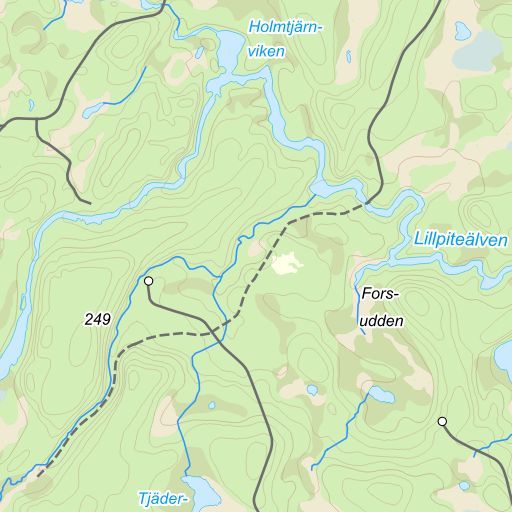 Holmtjärn-
viken
Lillpiteälven
Fors-
udden
249
Tjäder-